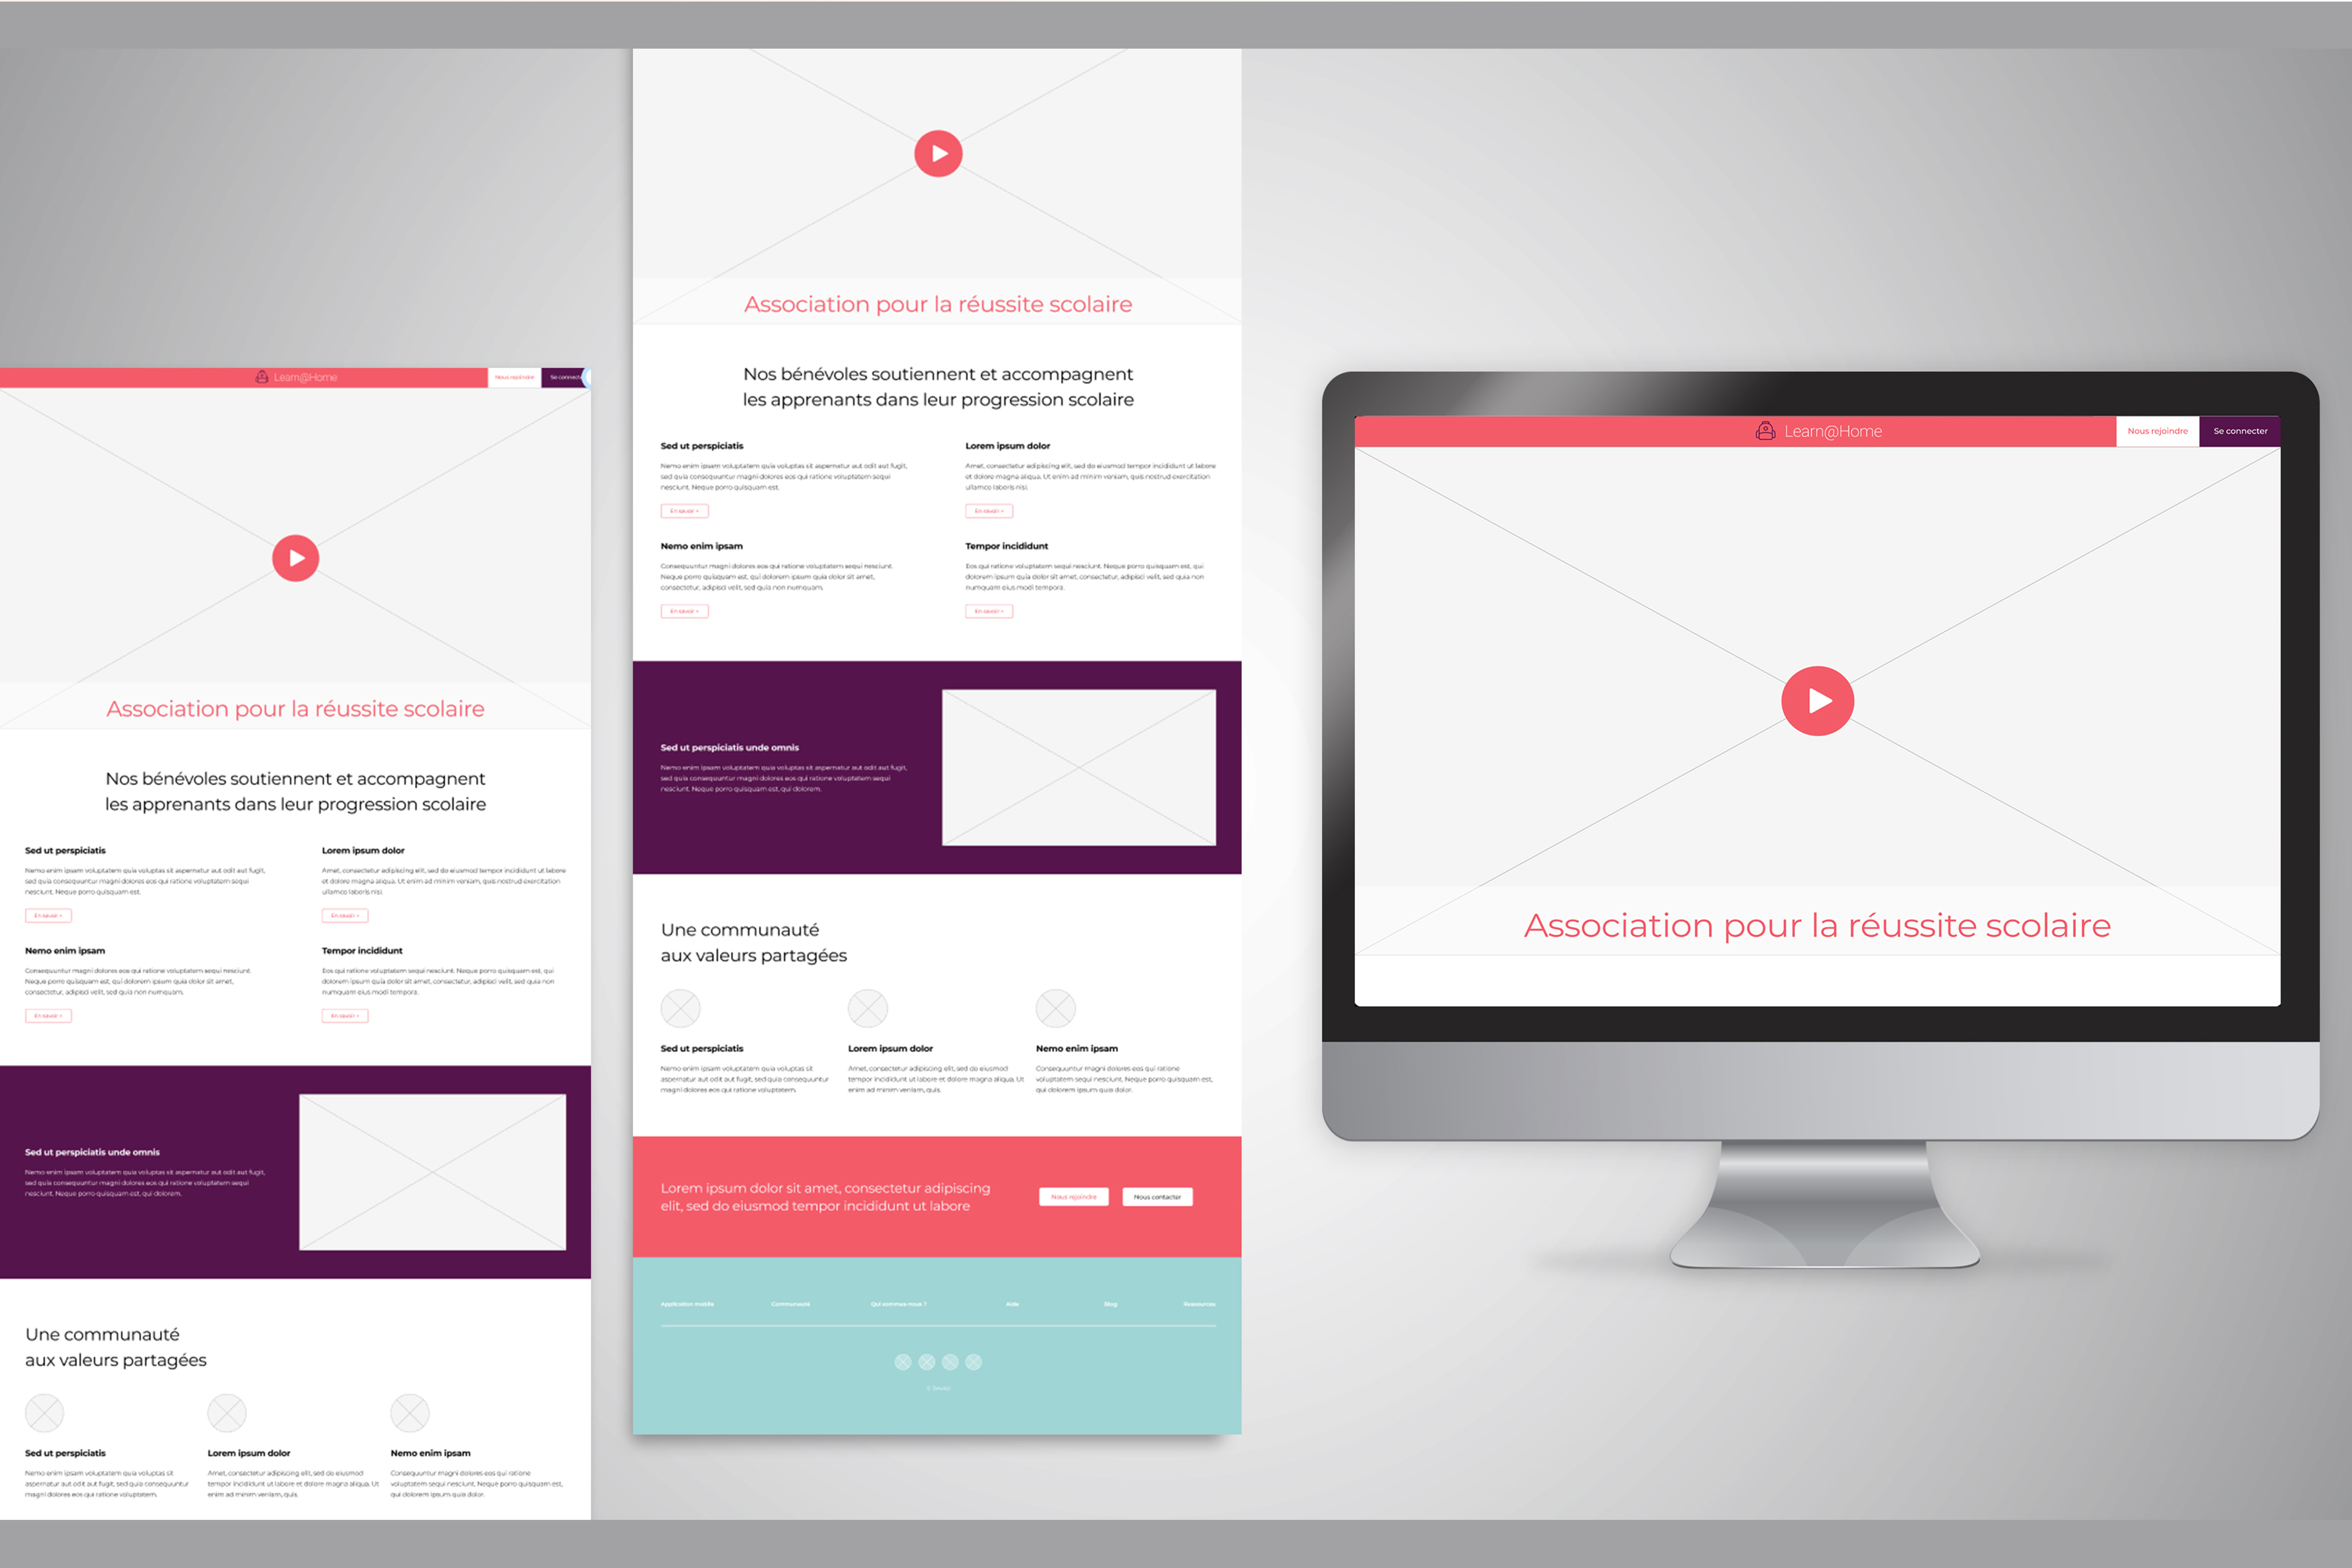 Learn@Home
Nous rejoindre
Se connect
Association pour la réussite scolaire
Nos bénévoles soutiennent et accompagnent
les apprenants dans leur progression scolaire
Sed ut perspiciatis
Nemo enim ipsam voluptatem quia voluptas sit aspernatur aut odit aut fugit,
sed quia consequuntur magni dolores eos qui ratione voluptatem sequi
nesciunt. Neque porro quisquam est.
En savoir +
Lorem ipsum dolor
Amet, consectetur adipiscing elit, sed do eiusmod tempor incididunt ut labore
et dolore magna aliqua. Ut enim ad minim veniam, quis nostrud exercitation
ullamco laboris nisi.
En savoir +
Nemo enim ipsam
Consequuntur magni dolores eos qui ratione voluptatem sequi nesciunt.
Neque porro quisquam est, qui dolorem ipsum quia dolor sit amet,
consectetur, adipisci velit, sed quia non numquam.
En savoir +
Tempor incididunt
Eos qui ratione voluptatem sequi nesciunt. Neque porro quisquam est, qui
dolorem ipsum quia dolor sit amet, consectetur, adipisci velit, sed quia non
numquam eius modi tempora.
En savoir +
Sed ut perspiciatis unde omnis
Nemo enim ipsam voluptatem quia voluptas sit aspernatur aut odit aut fugit,
sed quia consequuntur magni dolores eos qui ratione voluptatem sequi
nesciunt. Neque porro quisquam est, qui dolorem.
Une communauté
aux valeurs partagées
Sed ut perspiciatis
Nemo enim ipsam voluptatem quia voluptas sit
aspernatur aut odit aut fugit, sed quia consequuntur
magni dolores eos qui ratione voluptatem.
Lorem ipsum dolor
Amet, consectetur adipiscing elit, sed do eiusmod
tempor incididunt ut labore et dolore magna aliqua. Ut
enim ad minim veniam, quis.
Nemo enim ipsam
Consequuntur magni dolores eos qui ratione
voluptatem sequi nesciunt. Neque porro quisquam est,
qui dolorem ipsum quia dolor.
Association pour la réussite scolaire
Nos bénévoles soutiennent et accompagnent
les apprenants dans leur progression scolaire
Sed ut perspiciatis
Nemo enim ipsam voluptatem quia voluptas sit aspernatur aut odit aut fugit,
sed quia consequuntur magni dolores eos qui ratione voluptatem sequi
nesciunt. Neque porro quisquam est.
En savoir +
Lorem ipsum dolor
Amet, consectetur adipiscing elit, sed do eiusmod tempor incididunt ut labore
et dolore magna aliqua. Ut enim ad minim veniam, quis nostrud exercitation
ullamco laboris nisi.
En savoir +
Nemo enim ipsam
Consequuntur magni dolores eos qui ratione voluptatem sequi nesciunt.
Neque porro quisquam est, qui dolorem ipsum quia dolor sit amet,
consectetur, adipisci velit, sed quia non numquam.
En savoir +
Tempor incididunt
Eos qui ratione voluptatem sequi nesciunt. Neque porro quisquam est, qui
dolorem ipsum quia dolor sit amet, consectetur, adipisci velit, sed quia non
numquam eius modi tempora.
En savoir +
Sed ut perspiciatis unde omnis
Nemo enim ipsam voluptatem quia voluptas sit aspernatur aut odit aut fugit,
sed quia consequuntur magni dolores eos qui ratione voluptatem sequi
nesciunt. Neque porro quisquam est, qui dolorem.
Une communauté
aux valeurs partagées
Sed ut perspiciatis
Nemo enim ipsam voluptatem quia voluptas sit
aspernatur aut odit aut fugit, sed quia consequuntur
magni dolores eos qui ratione voluptatem.
Lorem ipsum dolor
Amet, consectetur adipiscing elit, sed do eiusmod
tempor incididunt ut labore et dolore magna aliqua. Ut
enim ad minim veniam, quis.
Nemo enim ipsam
Consequuntur magni dolores eos qui ratione
voluptatem sequi nesciunt. Neque porro quisquam est,
qui dolorem ipsum quia dolor.
Lorem ipsum dolor sit amet, consectetur adipiscing
elit, sed do eiusmod tempor incididunt ut labore
Nous rejoindre
Nous contacter
Application mobile
Communauté
Qui sommes-nous ?
Aide
Blog
Ressources
Learn@Home
Nous rejoindre
Se connecter
Association pour la réussite scolaire